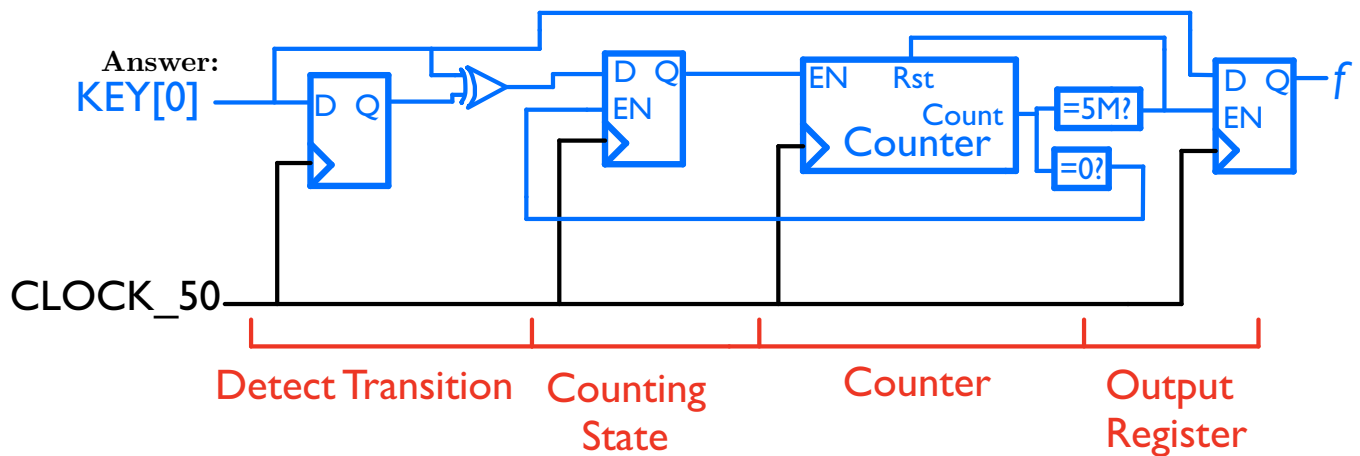 Answer:
KEY[0]
D Q
D Q
EN
EN Rst
Count
Counter
=5M?
=0?
D Q
EN
f
CLOCK_50
Detect Transition
Counting
State
Counter
Output
Register